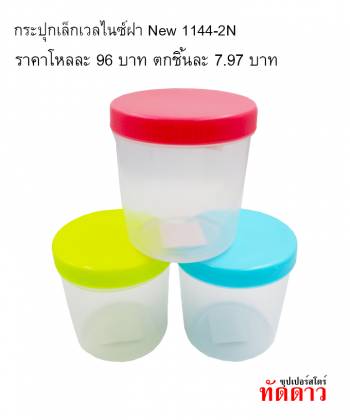 กระปุกเล็กเวลไนซ์ฝา New 1144-2N
ราคาโหลละ 96 บาท ตกชิ้นละ 7.97 บาท
ซุปเปอร์สโตร์
ทัดดาว